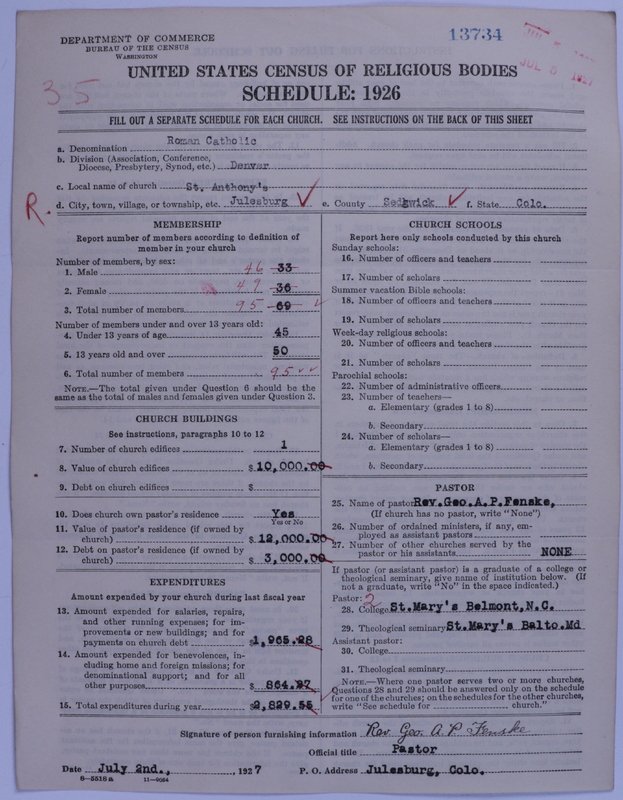 DEPARTMENT OF COMMERCE
BUREAU OF THE CENSUS
WASHINGTON
13734
JUL 5 1927
35
UNITED STATES CENSUS OF RELIGIOUS BODIES
SCHEDULE: 1926
FILL OUT A SEPARATE SCHEDULE FOR EACH CHURCH. SEE INSTRUCTIONS ON THE BACK OF THIS SHEET
a. Denomination Roman Catholic
b. Division (Association, Conference,
Diocese, Presbytery, Synod, etc.) Denver
c. Local name of church St. Anthony's
R.
d. City, town, village, or township, etc. Julesburg e. County Sedgwick f. State Colo.
MEMBERSHIP
Report number of members according to definition of
member in your church
Number of members, by sex:
1. Male 46 33
2. Female 49 36
3. Total number of members 95 69
Number of members under and over 13 years old:
4. Under 13 years of age 45
5. 13 years old and over 50
6. Total number of members 95
NOTE.—The total given under Question 6 should be the
same as the total of males and females given under Question 3.
CHURCH BUILDINGS
See instructions, paragraphs 10 to 12
7. Number of church edifices 1
8. Value of church edifices $10,000.00
9. Debt on church edifices $
10. Does church own pastor's residence Yes
Yes or No
11. Value of pastor's residence (if owned by
church) $12,000.00
12. Debt on pastor's residence (if owned by
church) $ 3,000.00
EXPENDITURES
Amount expended by your church during last fiscal year
13. Amount expended for salaries, repairs,
and other running expenses; for im-
provements or new buildings; and for
payments on church debt $1,965.28
14. Amount expended for benevolences, in-
cluding home and foreign missions; for
denominational support; and for all
other purposes $ 864.27
15. Total expenditures during year $2,829.55
CHURCH SCHOOLS
Report here only schools conducted by this church
Sunday schools:
16. Number of officers and teachers
17. Number of scholars
Summer vacation Bible schools:
18. Number of officers and teachers
19. Number of scholars
Week-day religious schools:
20. Number of officers and teachers
21. Number of scholars
Parochial schools:
22. Number of administrative officers
23. Number of teachers—
a. Elementary (grades 1 to 8)
b. Secondary
24. Number of scholars—
a. Elementary (grades 1 to 8)
b. Secondary
PASTOR
25. Name of pastor Rev.Geo.A.P.Fenske,
(If church has no pastor, write "None")
26. Number of ordained ministers, if any, em-
ployed as assistant pastors
27. Number of other churches served by the
pastor or his assistants NONE
If pastor (or assistant pastor) is a graduate of a college or
theological seminary, give name of institution below. (If
not a graduate, write "No" in the space indicated.)
Pastor: 2
28. College St.Mary's Belmont,N.C.
29. Theological seminary St.Mary's Balto.Md
Assistant pastor:
30. College
31. Theological seminary
NOTE.—Where one pastor serves two or more churches,
Questions 28 and 29 should be answered only on the schedule
for one of the churches; on the schedules for the other churches,
write "See schedule for church."
Signature of person furnishing information Rev. Geo. A. P. Fenske
Official title Pastor
Date July 2nd., 1927 P. O. Address Julesburg, Colo.
8—5518 a 11—9064